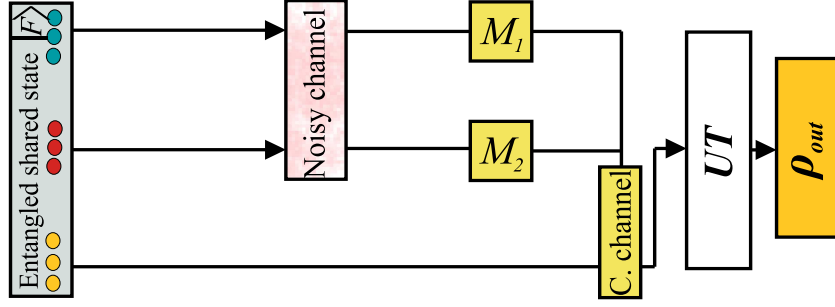 F
Entangled shared state
Noisy channel
M1
M2
C. channel
UT
ρout